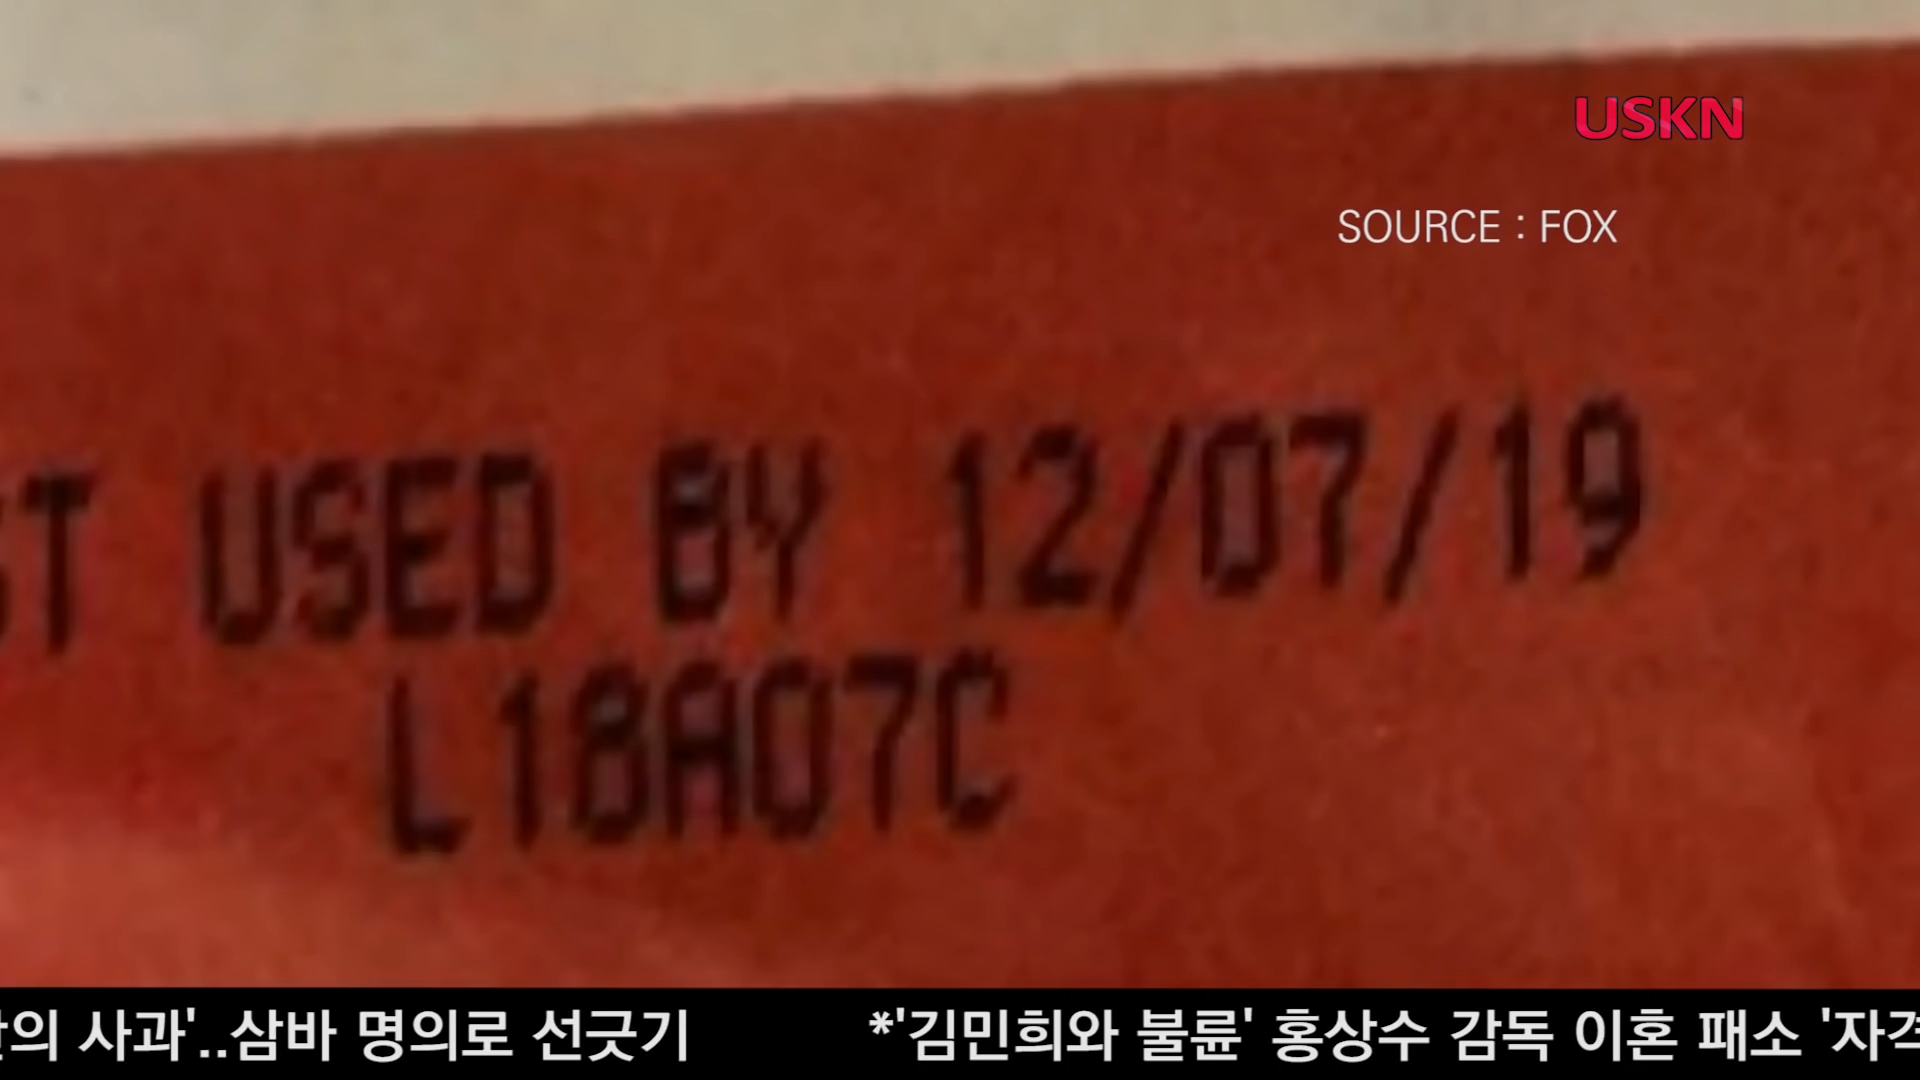 USKN
SOURCE : FOX
ST USED BY 12/07/19
L18A07C
의 사과'..삼바 명의로 선긋기 *'김민희와 불륜' 홍상수 감독 이혼 패소 '자격